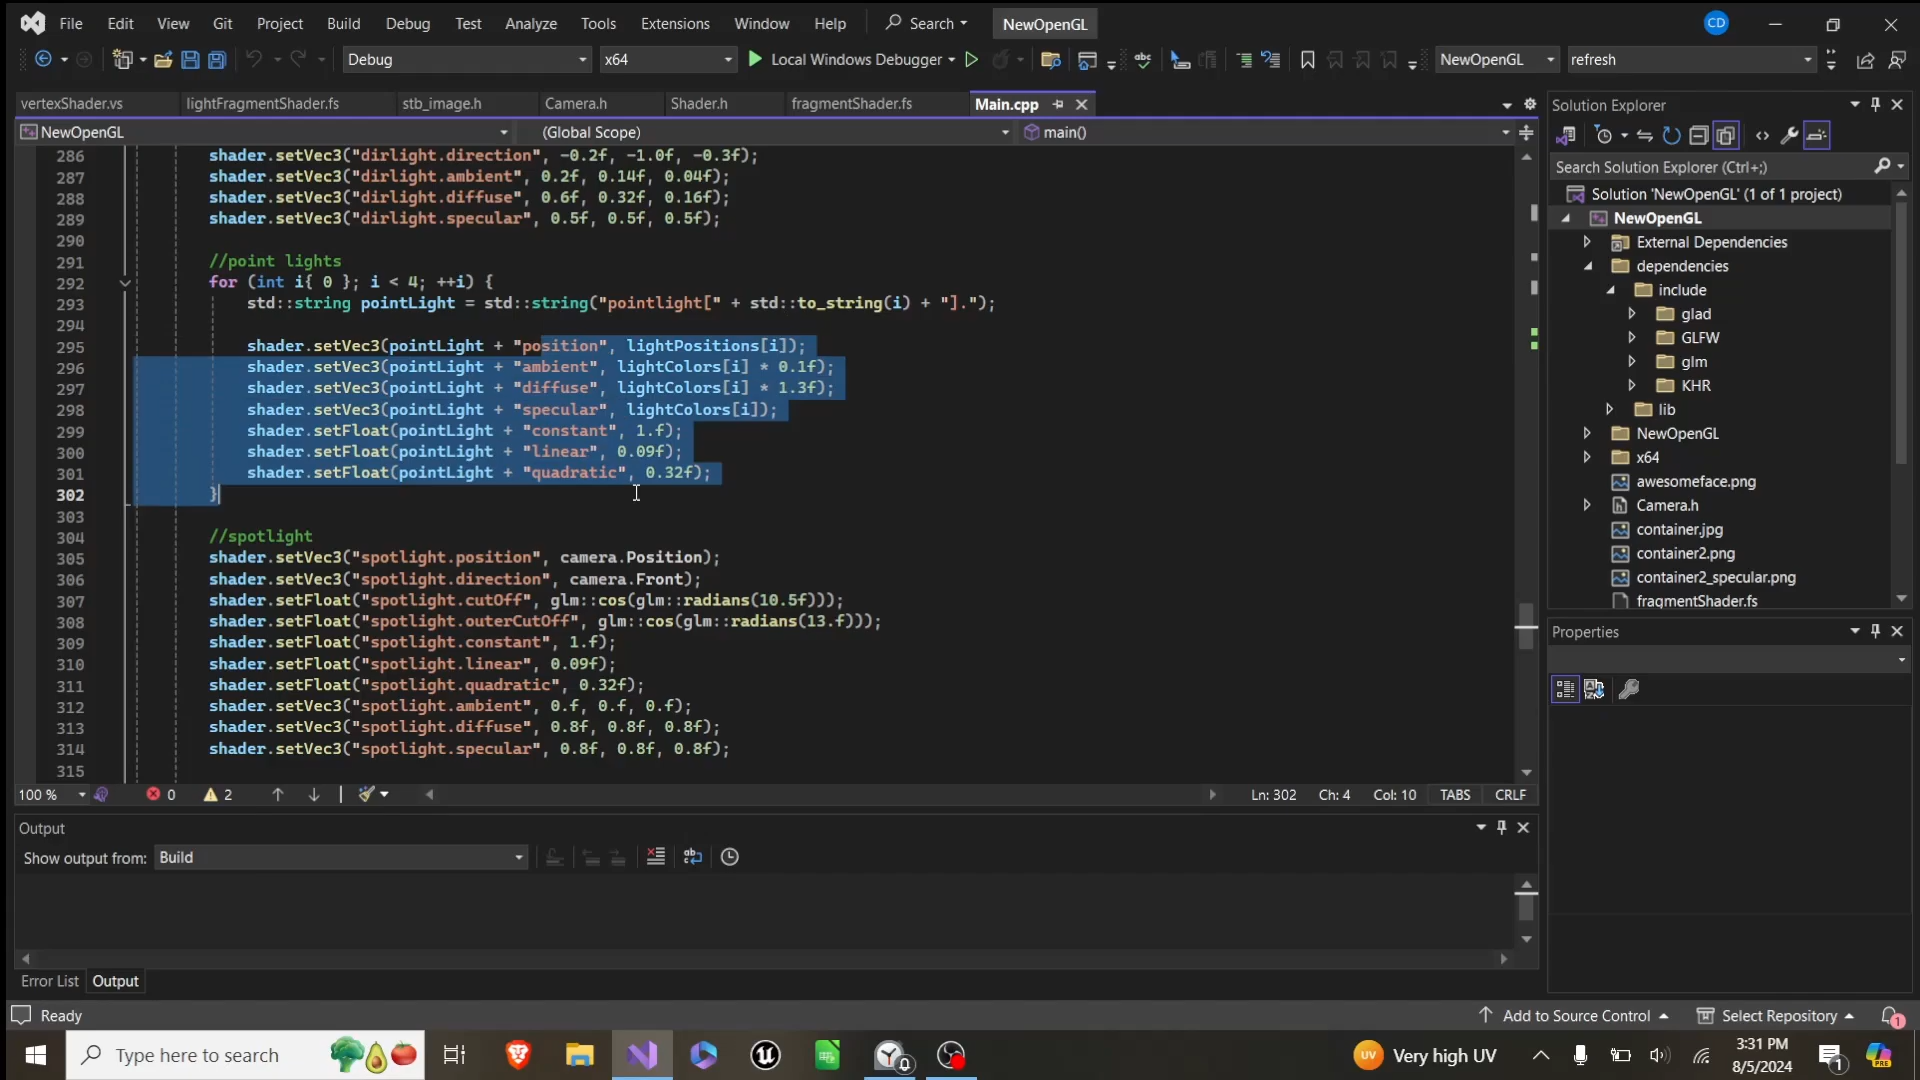 File Edit View Git Project Build Debug Test Analyze Tools Extensions Window Help Search NewOpenGL CD
Debug x64 Local Windows Debugger NewOpenGL refresh
vertexShader.vs lightFragmentShader.fs stb_image.h Camera.h Shader.h fragmentShader.fs Main.cpp
NewOpenGL (Global Scope) main()
286 shader.setVec3("dirlight.direction", -0.2f, -1.0f, -0.3f);
287 shader.setVec3("dirlight.ambient", 0.2f, 0.14f, 0.04f);
288 shader.setVec3("dirlight.diffuse", 0.6f, 0.32f, 0.16f);
289 shader.setVec3("dirlight.specular", 0.5f, 0.5f, 0.5f);
290
291 //point lights
292 for (int i{ 0 }; i < 4; ++i) {
293 std::string pointLight = std::string("pointlight[" + std::to_string(i) + "].");
294
295 shader.setVec3(pointLight + "position", lightPositions[i]);
296 shader.setVec3(pointLight + "ambient", lightColors[i] * 0.1f);
297 shader.setVec3(pointLight + "diffuse", lightColors[i] * 1.3f);
298 shader.setVec3(pointLight + "specular", lightColors[i]);
299 shader.setFloat(pointLight + "constant", 1.f);
300 shader.setFloat(pointLight + "linear", 0.09f);
301 shader.setFloat(pointLight + "quadratic", 0.32f);
302 }
303
304 //spotlight
305 shader.setVec3("spotlight.position", camera.Position);
306 shader.setVec3("spotlight.direction", camera.Front);
307 shader.setFloat("spotlight.cutOff", glm::cos(glm::radians(10.5f)));
308 shader.setFloat("spotlight.outerCutOff", glm::cos(glm::radians(13.f)));
309 shader.setFloat("spotlight.constant", 1.f);
310 shader.setFloat("spotlight.linear", 0.09f);
311 shader.setFloat("spotlight.quadratic", 0.32f);
312 shader.setVec3("spotlight.ambient", 0.f, 0.f, 0.f);
313 shader.setVec3("spotlight.diffuse", 0.8f, 0.8f, 0.8f);
314 shader.setVec3("spotlight.specular", 0.8f, 0.8f, 0.8f);
315
100 % 0 2 Ln: 302 Ch: 4 Col: 10 TABS CRLF
Output
Show output from: Build
Error List Output
Solution Explorer
Search Solution Explorer (Ctrl+;)
Solution 'NewOpenGL' (1 of 1 project)
NewOpenGL
External Dependencies
dependencies
include
glad
GLFW
glm
KHR
lib
NewOpenGL
x64
awesomeface.png
Camera.h
container.jpg
container2.png
container2_specular.png
fragmentShader.fs
Properties
Ready Add to Source Control Select Repository 1
Type here to search UV Very high UV 3:31 PM 1
8/5/2024
PRE